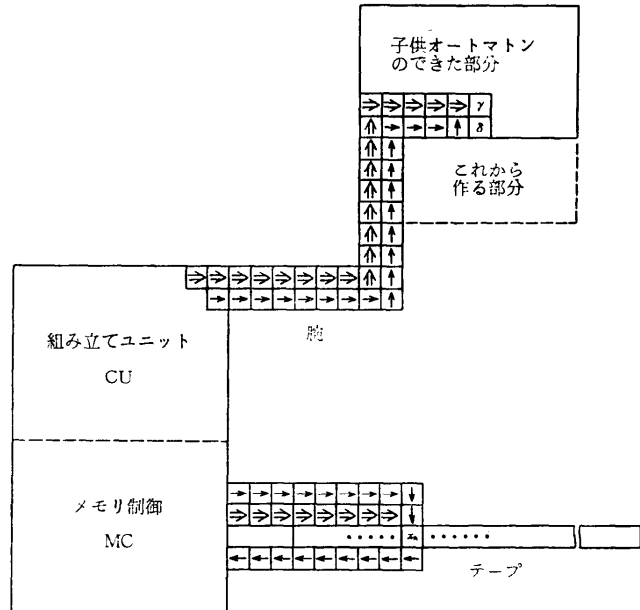 子供オートマトン
のできた部分
γ
δ
これから
作る部分
組み立てユニット
CU
腕
メモリ制御
MC
テープ